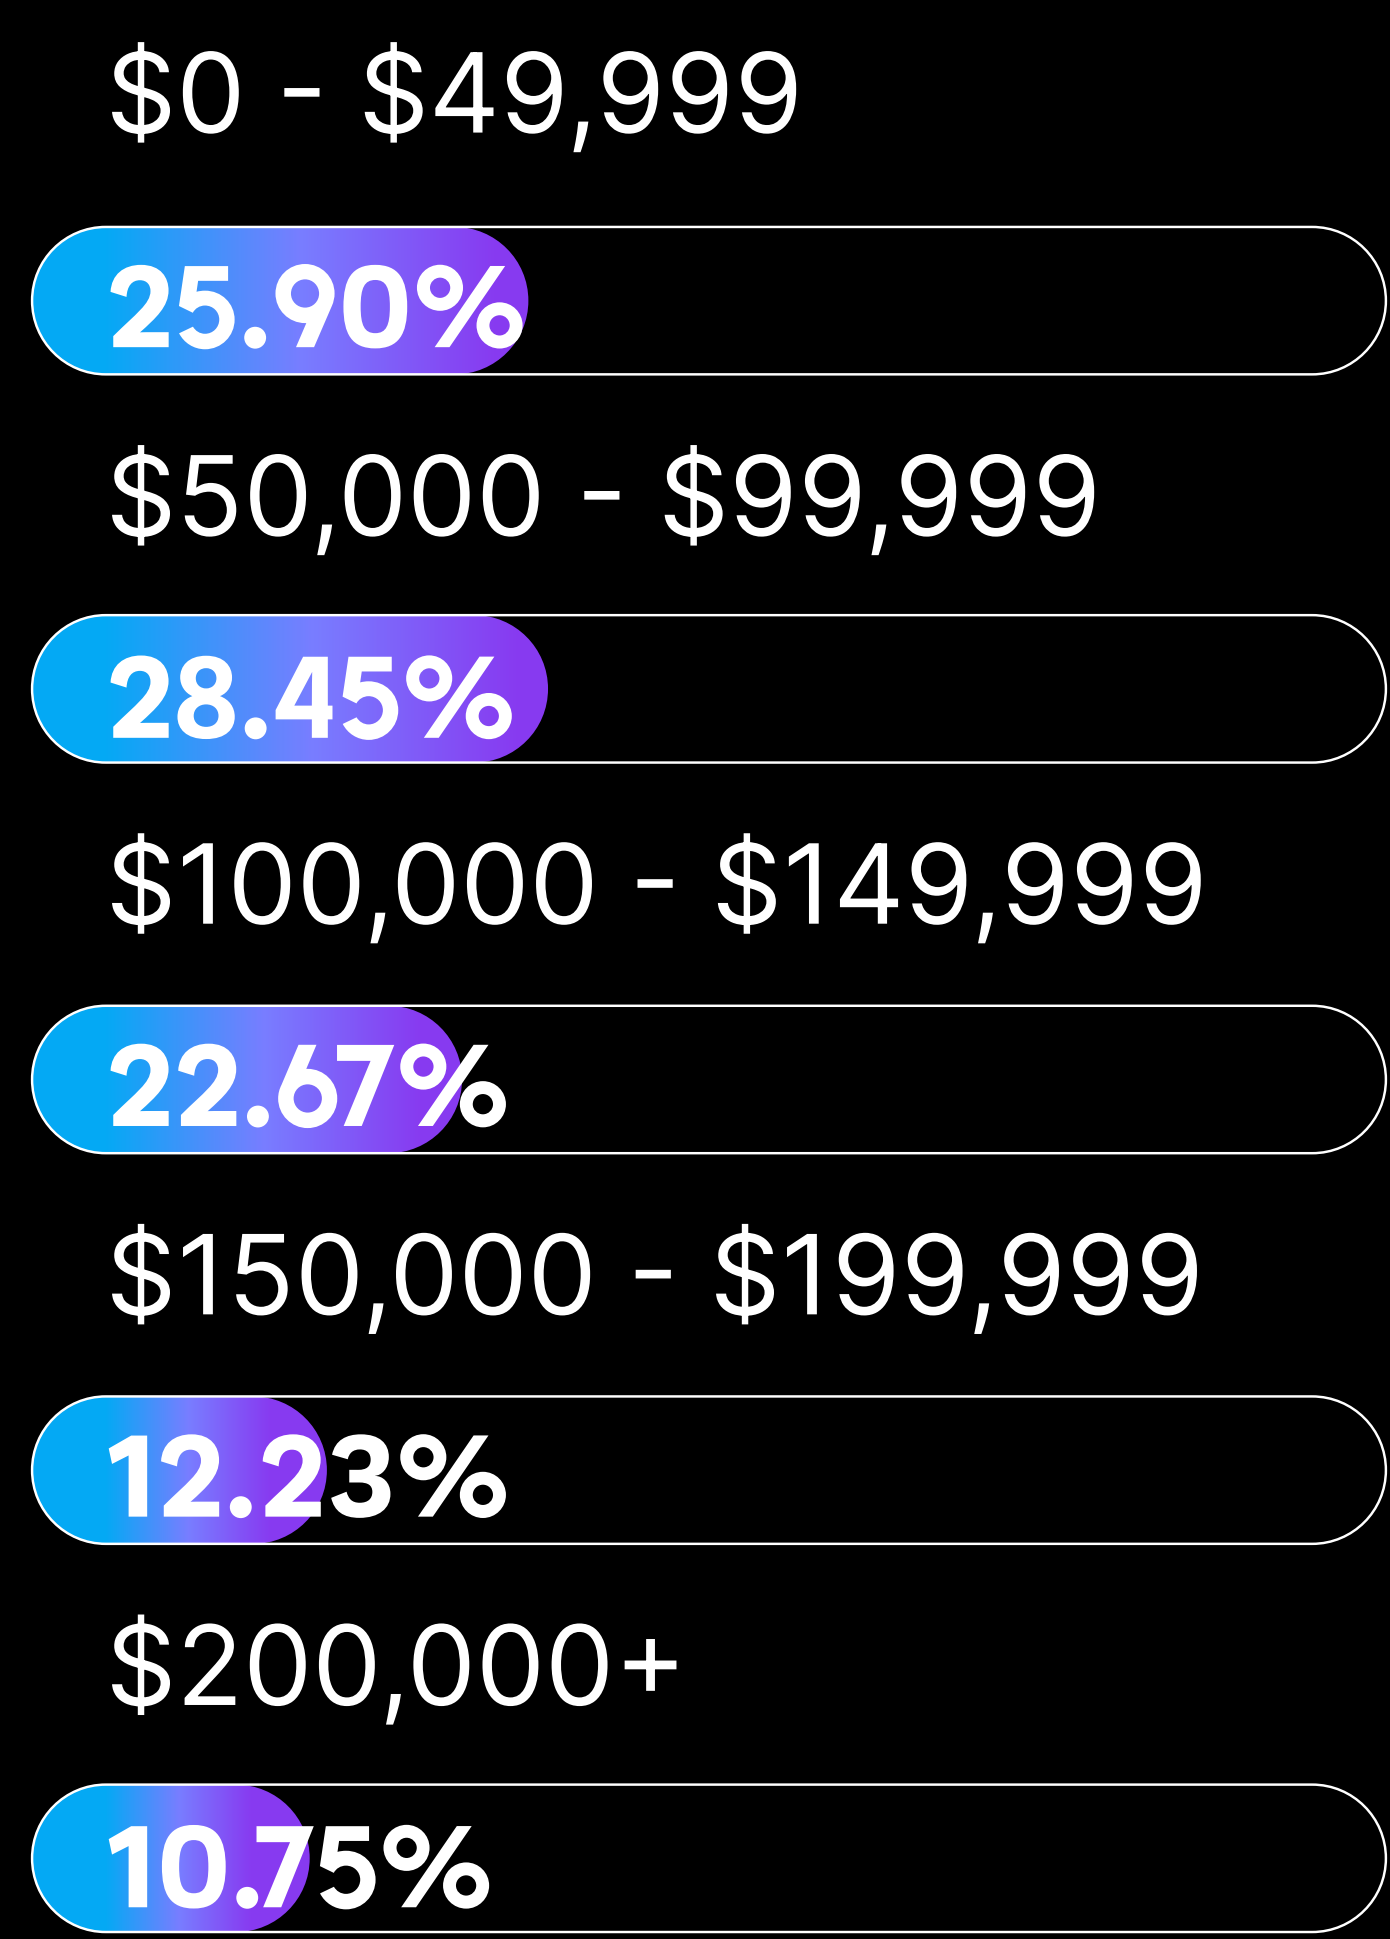 $0 - $49,999
25.90%
$50,000 - $99,999
28.45%
$100,000 - $149,999
22.67%
$150,000 - $199,999
12.23%
$200,000+
10.75%